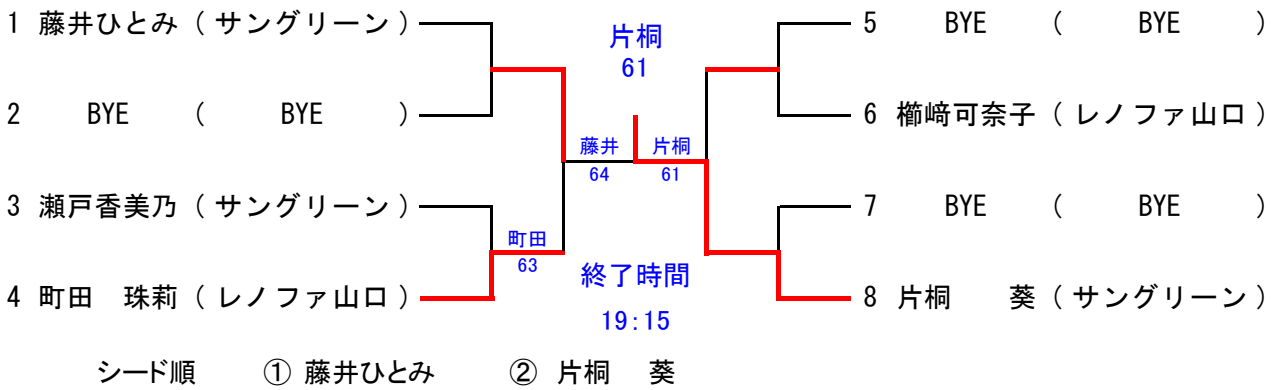 1 藤井ひとみ ( サングリーン )
2 BYE ( BYE )
3 瀬戸香美乃 ( サングリーン )
4 町田 珠莉 ( レノファ山口 )
町田
63
藤井
64
片桐
61
片桐
61
終了時間
19:15
5 BYE ( BYE )
6 櫛﨑可奈子 ( レノファ山口 )
7 BYE ( BYE )
8 片桐 葵 ( サングリーン )
シード順 ① 藤井ひとみ ② 片桐 葵